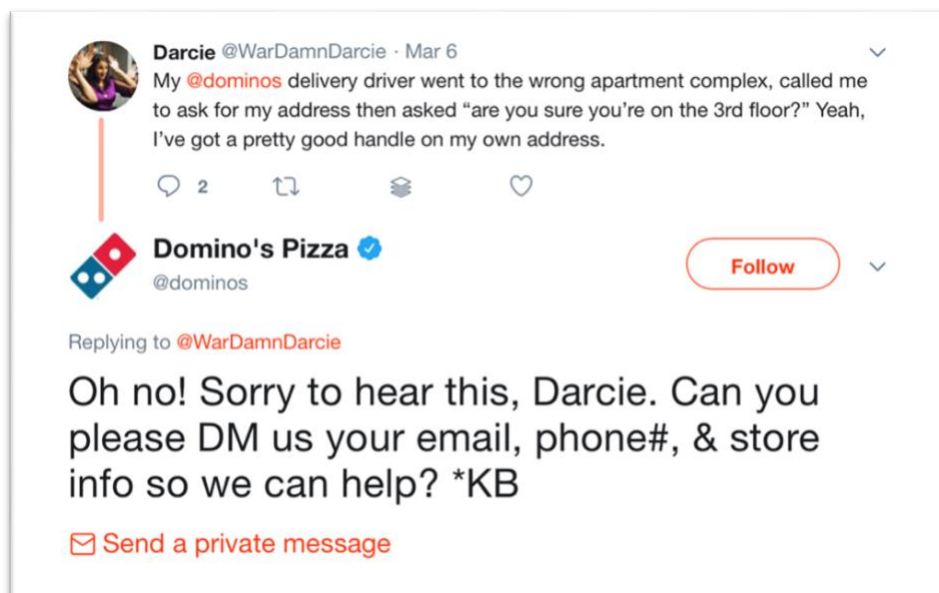 Darcie @WarDamnDarcie · Mar 6
My @dominos delivery driver went to the wrong apartment complex, called me
to ask for my address then asked “are you sure you’re on the 3rd floor?” Yeah,
I’ve got a pretty good handle on my own address.
2
Domino's Pizza
@dominos
Follow
Replying to @WarDamnDarcie
Oh no! Sorry to hear this, Darcie. Can you
please DM us your email, phone#, & store
info so we can help? *KB
Send a private message